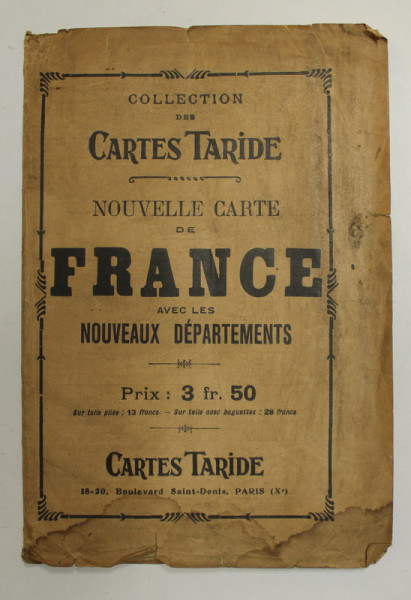 COLLECTION
DES
CARTES TARIDE
NOUVELLE CARTE
DE
FRANCE
AVEC LES
NOUVEAUX DÉPARTEMENTS
Prix : 3 fr. 50
Sur toile pliée : 13 francs — Sur toile avec baguettes : 28 francs
CARTES TARIDE
18-20, Boulevard Saint-Denis, PARIS (Xe)